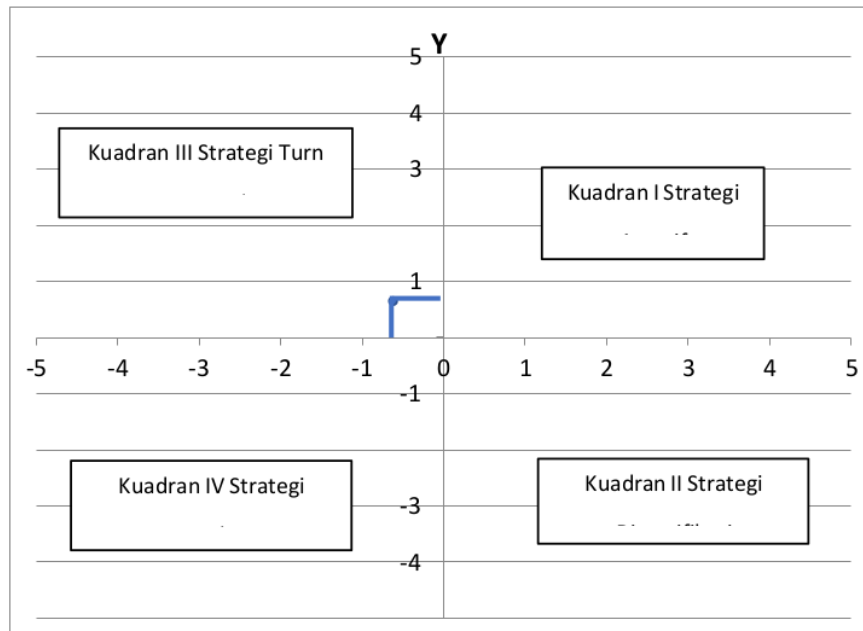 Y
5
4
Kuadran III Strategi Turn
3
Kuadran I Strategi
1
-5 -4 -3 -2 -1 0 1 2 3 4 5
-1
Kuadran IV Strategi
Kuadran II Strategi
-3
-4